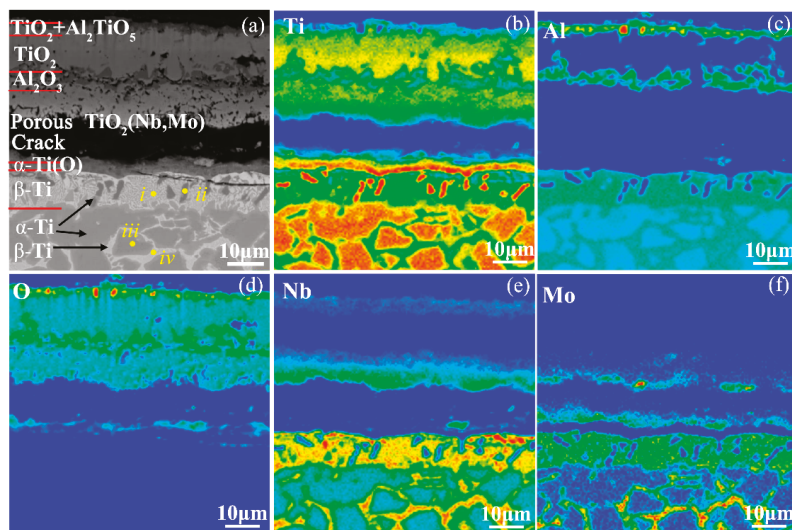 TiO₂+Al₂TiO₅ (a)
TiO₂
Al₂O₃
Porous TiO₂(Nb,Mo)
Crack
α-Ti(O)
β-Ti
i
ii
α-Ti
iii
β-Ti
iv
10μm
Ti (b)
10μm
Al (c)
10μm
O (d)
10μm
Nb (e)
10μm
Mo (f)
10μm